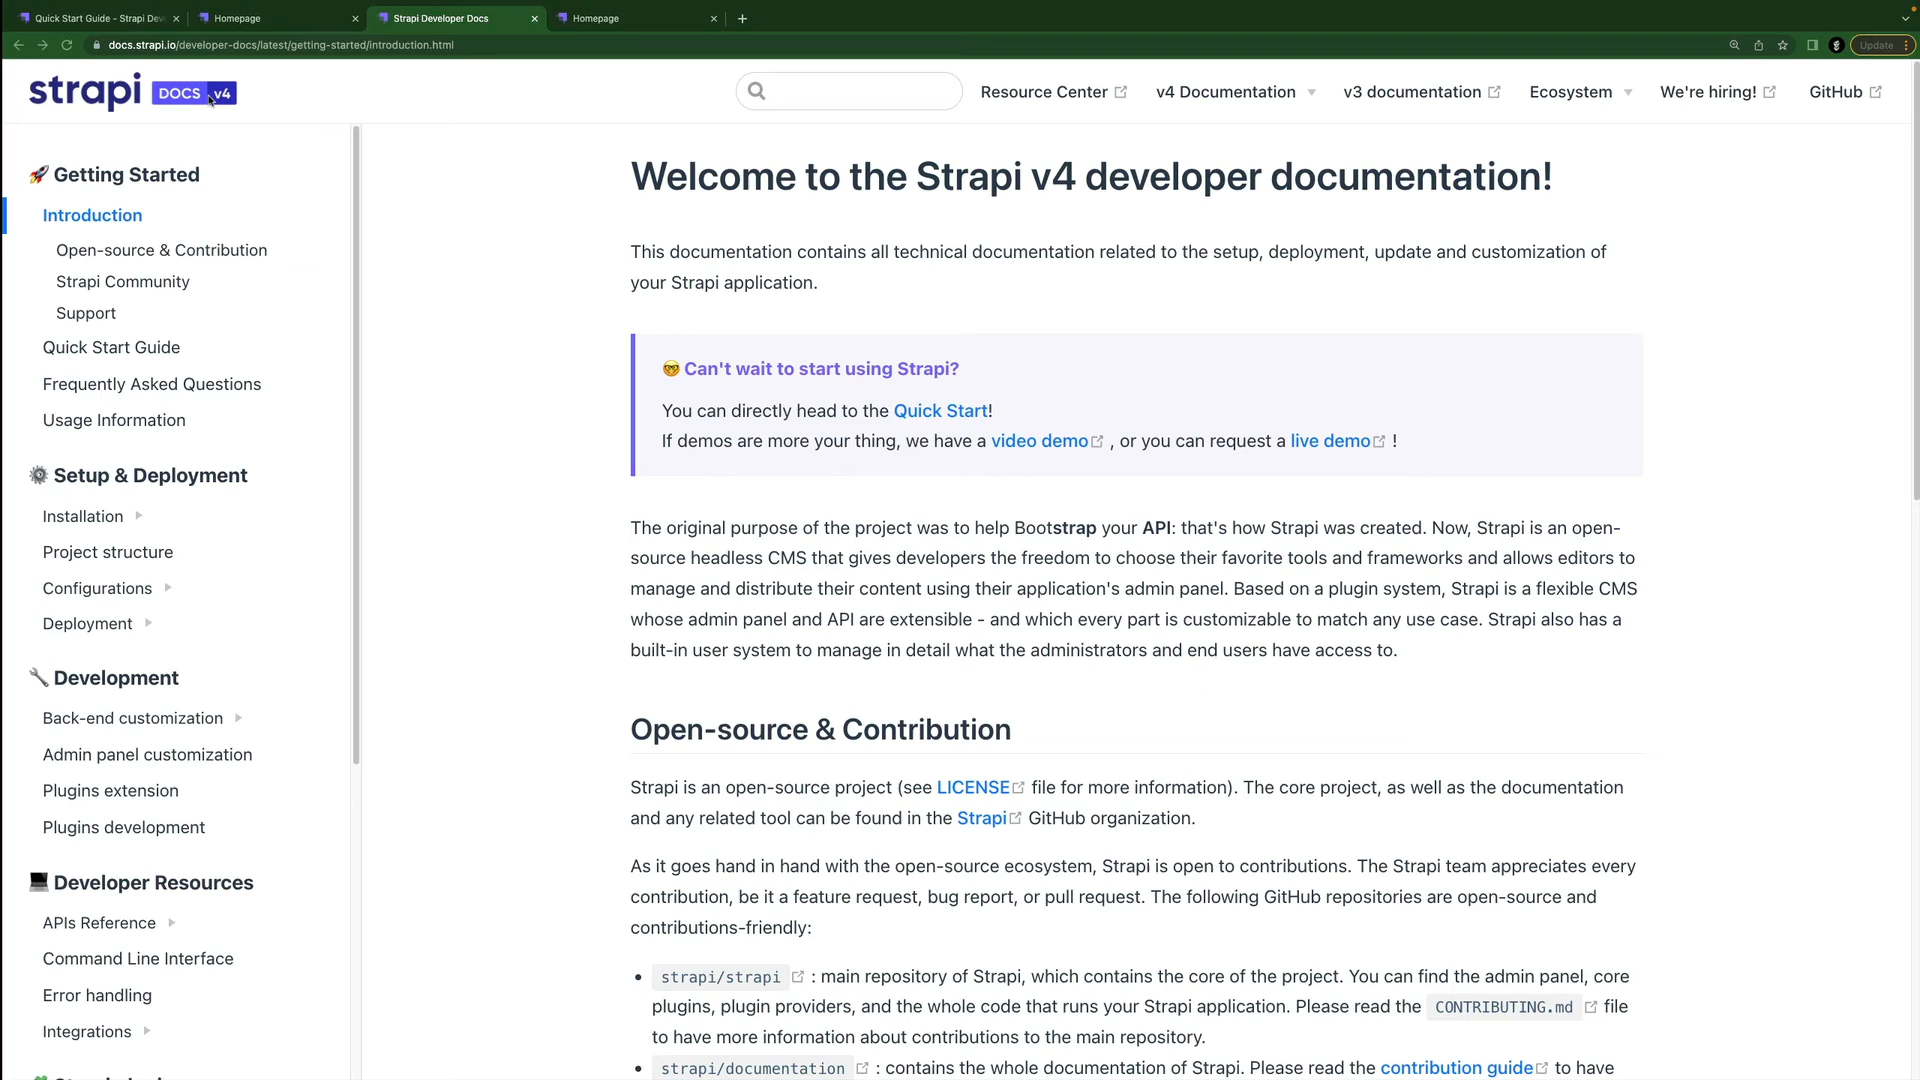 Quick Start Guide - Strapi Dev
Homepage
Strapi Developer Docs
Homepage
docs.strapi.io/developer-docs/latest/getting-started/introduction.html
Update
strapi DOCS v4
Resource Center
v4 Documentation
v3 documentation
Ecosystem
We're hiring!
GitHub
Getting Started
Introduction
Open-source & Contribution
Strapi Community
Support
Quick Start Guide
Frequently Asked Questions
Usage Information
Setup & Deployment
Installation
Project structure
Configurations
Deployment
Development
Back-end customization
Admin panel customization
Plugins extension
Plugins development
Developer Resources
APIs Reference
Command Line Interface
Error handling
Integrations
Welcome to the Strapi v4 developer documentation!
This documentation contains all technical documentation related to the setup, deployment, update and customization of
your Strapi application.
🤓 Can't wait to start using Strapi?
You can directly head to the Quick Start!
If demos are more your thing, we have a video demo , or you can request a live demo !
The original purpose of the project was to help Bootstrap your API: that's how Strapi was created. Now, Strapi is an open-
source headless CMS that gives developers the freedom to choose their favorite tools and frameworks and allows editors to
manage and distribute their content using their application's admin panel. Based on a plugin system, Strapi is a flexible CMS
whose admin panel and API are extensible - and which every part is customizable to match any use case. Strapi also has a
built-in user system to manage in detail what the administrators and end users have access to.
Open-source & Contribution
Strapi is an open-source project (see LICENSE file for more information). The core project, as well as the documentation
and any related tool can be found in the Strapi GitHub organization.
As it goes hand in hand with the open-source ecosystem, Strapi is open to contributions. The Strapi team appreciates every
contribution, be it a feature request, bug report, or pull request. The following GitHub repositories are open-source and
contributions-friendly:
• strapi/strapi : main repository of Strapi, which contains the core of the project. You can find the admin panel, core
plugins, plugin providers, and the whole code that runs your Strapi application. Please read the CONTRIBUTING.md file
to have more information about contributions to the main repository.
• strapi/documentation : contains the whole documentation of Strapi. Please read the contribution guide to have